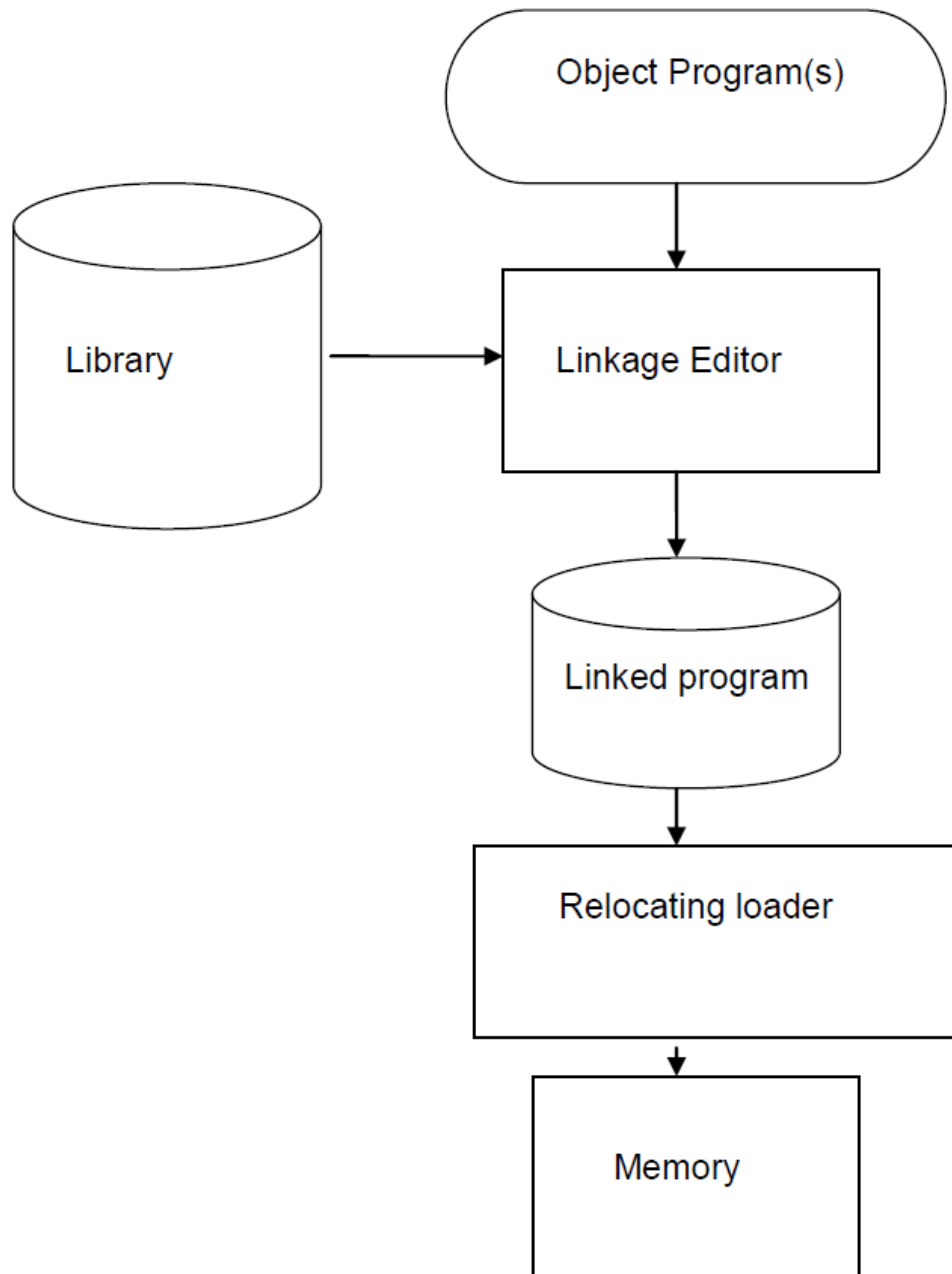 Object Program(s)
Library
Linkage Editor
Linked program
Relocating loader
Memory